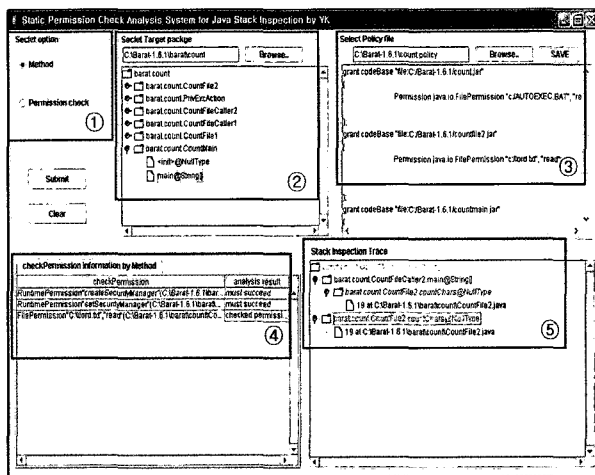 Static Permission Check Analysis System for Java Stack Inspection by YK
Seclet option
Method
Permission check
①
Submit
Clear
Seclet Target packge
C:\Barat-1.6.1\barat\count
Browse..
barat.count
barat.count.CountFile2
barat.count.PrivExcAction
barat.count.CountFileCaller2
barat.count.CountFileCaller1
barat.count.CountFile1
barat.count.CountMain
<init>@NullType
main@String[]
②
Select Policy file
C:\Barat-1.6.1\count.policy
Browse..
SAVE
grant codeBase "file:C:/Barat-1.6.1/count.jar"
{
Permission java.io.FilePermission "c:/AUTOEXEC.BAT", "re
};
grant codeBase "file:C:/Barat-1.6.1/countfile2.jar"
{
Permission java.io.FilePermission "c:/lord.txt", "read"
};
③
grant codeBase "file:C:/Barat-1.6.1/countmain.jar"
checkPermission Information by Method
checkPermission
analysis result
RuntimePermission"createSecurityManager"(C:\Barat-1.6.1\bar...
must succeed
RuntimePermission"setSecurityManager"(C:\Barat-1.6.1\barat\...
must succeed
FilePermission"C:\lord.txt","read"(C:\Barat-1.6.1\barat\count\Co...
checked permissi...
④
Stack Inspection Trace
barat.count.CountFileCaller2.main@String[]
barat.count.CountFile2.countChars@NullType
19 at C:\Barat-1.6.1\barat\count\CountFile2.java
barat.count.CountFile2.countChars@NullType
19 at C:\Barat-1.6.1\barat\count\CountFile2.java
⑤